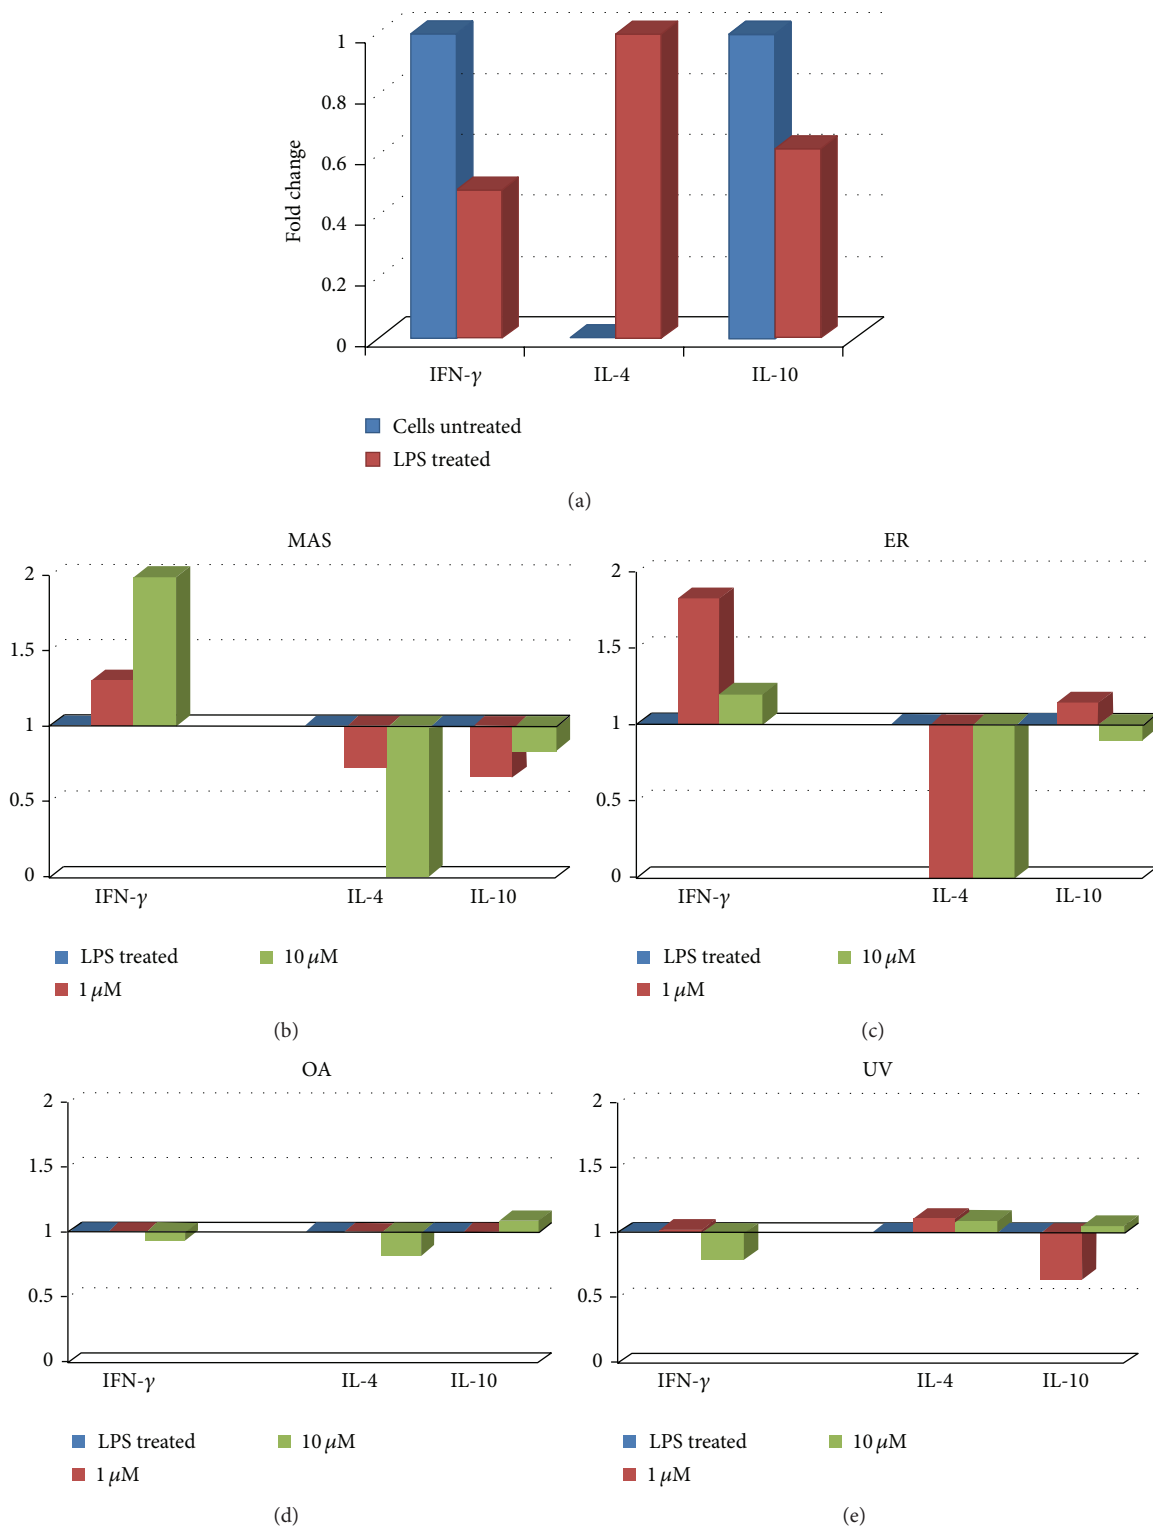 Fold change
1
0.8
0.6
0.4
0.2
0
IFN-γ IL-4 IL-10
Cells untreated
LPS treated
(a)
MAS
2
1.5
1
0.5
0
IFN-γ IL-4 IL-10
LPS treated 10 μM
1 μM
(b)
ER
2
1.5
1
0.5
0
IFN-γ IL-4 IL-10
LPS treated 10 μM
1 μM
(c)
OA
2
1.5
1
0.5
0
IFN-γ IL-4 IL-10
LPS treated 10 μM
1 μM
(d)
UV
2
1.5
1
0.5
0
IFN-γ IL-4 IL-10
LPS treated 10 μM
1 μM
(e)